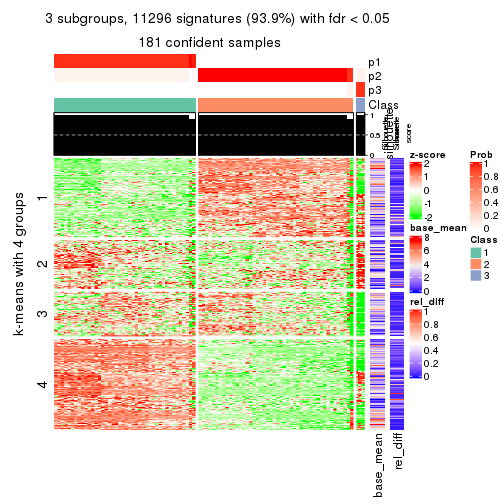 3 subgroups, 11296 signatures (93.9%) with fdr < 0.05
181 confident samples
p1
p2
p3
Class
1
0.5
0
silhouette
score
k-means with 4 groups
1
2
3
4
base_mean
rel_diff
z-score
2
1
0
-1
-2
base_mean
8
6
4
2
0
rel_diff
1
0.8
0.6
0.4
0.2
0
Prob
1
0.8
0.6
0.4
0.2
0
Class
1
2
3